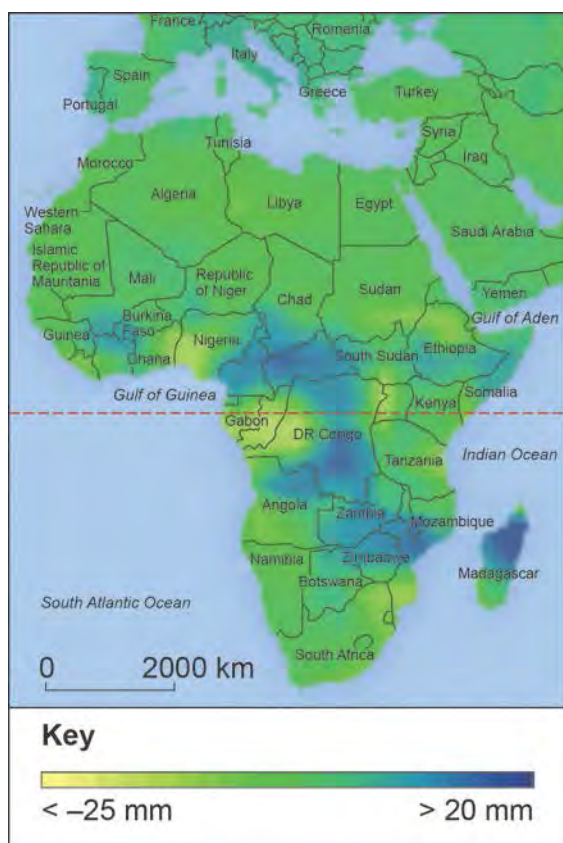 France
Romania
Italy
Spain
Portugal
Greece
Turkey
Tunisia
Syria
Iraq
Morocco
Algeria
Libya
Egypt
Western
Sahara
Saudi Arabia
Islamic
Republic of
Mauritania
Mali
Republic
of Niger
Chad
Sudan
Yemen
Gulf of Aden
Burkina
Faso
Guinea
Ghana
Nigeria
South Sudan
Ethiopia
Gulf of Guinea
Somalia
Kenya
Gabon
DR Congo
Indian Ocean
Tanzania
Angola
Zambia
Mozambique
Zimbabwe
Namibia
Botswana
Madagascar
South Atlantic Ocean
South Africa
0 2000 km
Key
< –25 mm > 20 mm